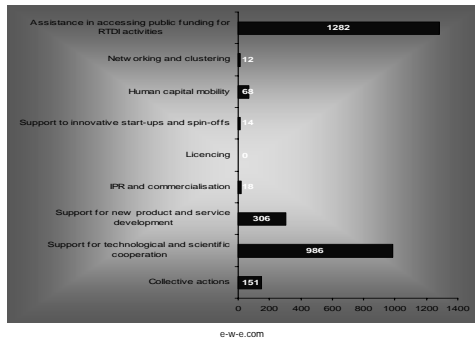 Assistance in accessing public funding for
RTDI activities
1282
Networking and clustering
12
Human capital mobility
68
Support to innovative start-ups and spin-offs
14
Licencing
0
IPR and commercialisation
18
Support for new product and service
development
306
Support for technological and scientific
cooperation
986
Collective actions
151
0 200 400 600 800 1000 1200 1400
e-w-e.com